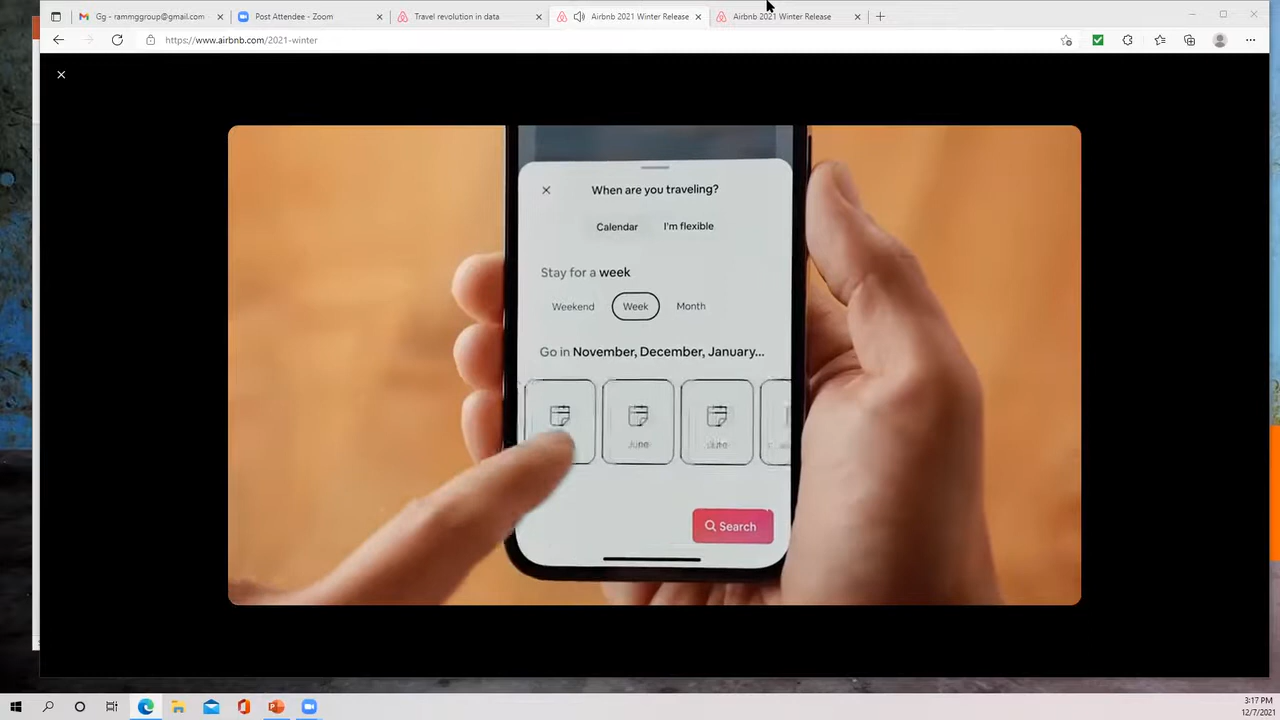 Gg - rammggroup@gmail.com
Post Attendee - Zoom
Travel revolution in data
Airbnb 2021 Winter Release
Airbnb 2021 Winter Release
https://www.airbnb.com/2021-winter
When are you traveling?
Calendar I'm flexible
Stay for a week
Weekend Week Month
Go in November, December, January...
June
Search
3:17 PM
12/7/2021